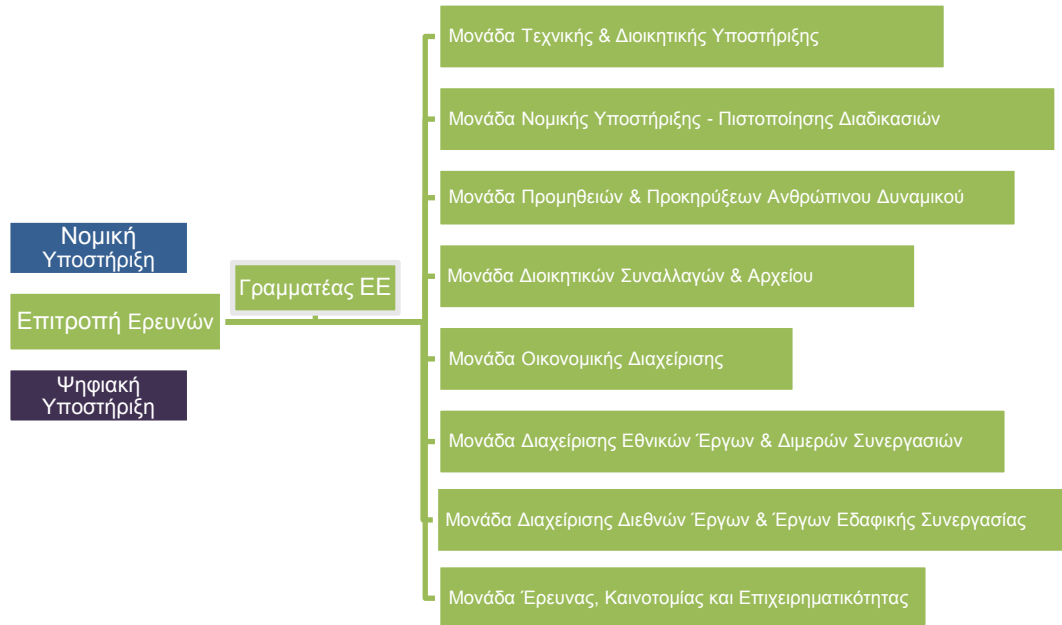 Μονάδα Τεχνικής & Διοικητικής Υποστήριξης
Μονάδα Νομικής Υποστήριξης - Πιστοποίησης Διαδικασιών
Μονάδα Προμηθειών & Προκηρύξεων Ανθρώπινου Δυναμικού
Νομική
Υποστήριξη
Γραμματέας ΕΕ
Μονάδα Διοικητικών Συναλλαγών & Αρχείου
Επιτροπή Ερευνών
Μονάδα Οικονομικής Διαχείρισης
Ψηφιακή
Υποστήριξη
Μονάδα Διαχείρισης Εθνικών Έργων & Διμερών Συνεργασιών
Μονάδα Διαχείρισης Διεθνών Έργων & Έργων Εδαφικής Συνεργασίας
Μονάδα Έρευνας, Καινοτομίας και Επιχειρηματικότητας